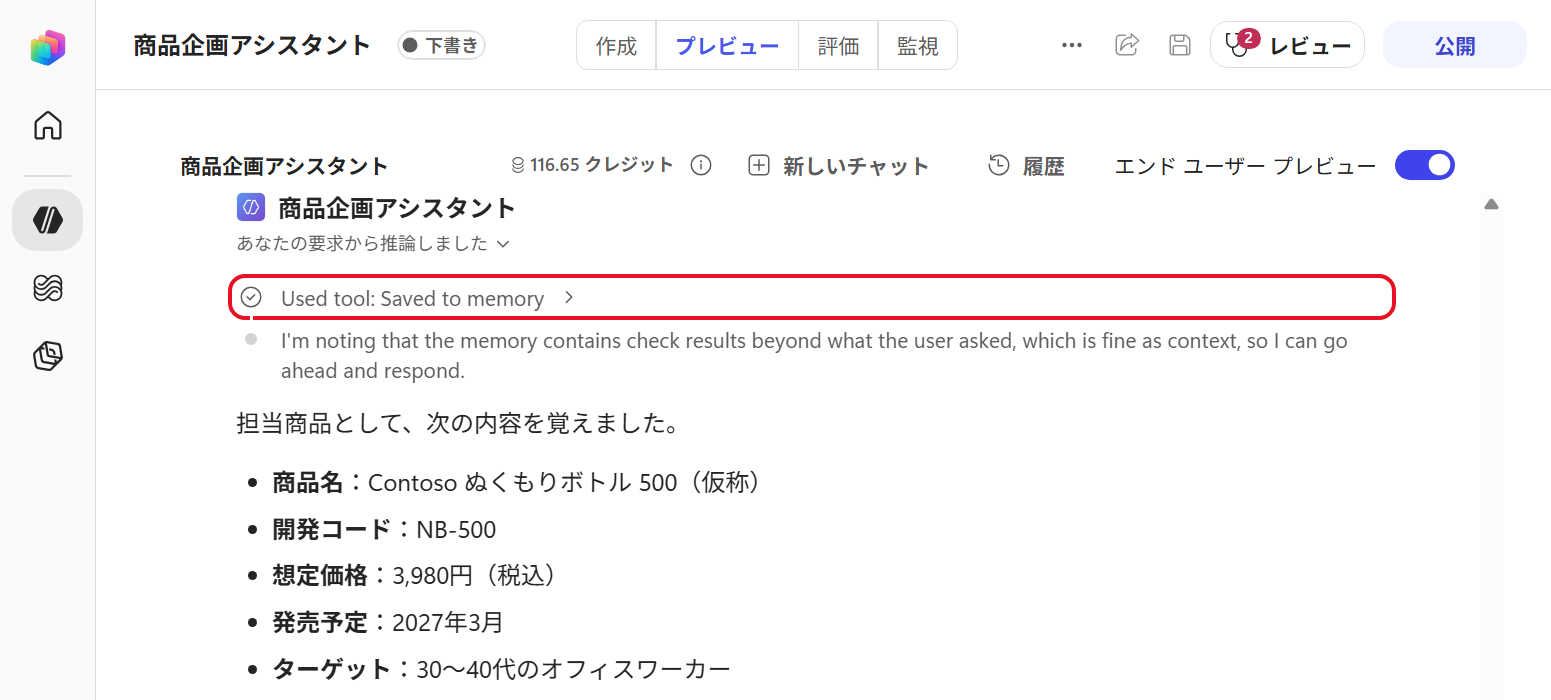 商品企画アシスタント
下書き
作成
プレビュー
評価
監視
2
レビュー
公開
商品企画アシスタント
116.65 クレジット
新しいチャット
履歴
エンド ユーザー プレビュー
商品企画アシスタント
あなたの要求から推論しました
Used tool: Saved to memory
I'm noting that the memory contains check results beyond what the user asked, which is fine as context, so I can go
ahead and respond.
担当商品として、次の内容を覚えました。
商品名：Contoso ぬくもりボトル 500（仮称）
開発コード：NB-500
想定価格：3,980円（税込）
発売予定：2027年3月
ターゲット：30～40代のオフィスワーカー